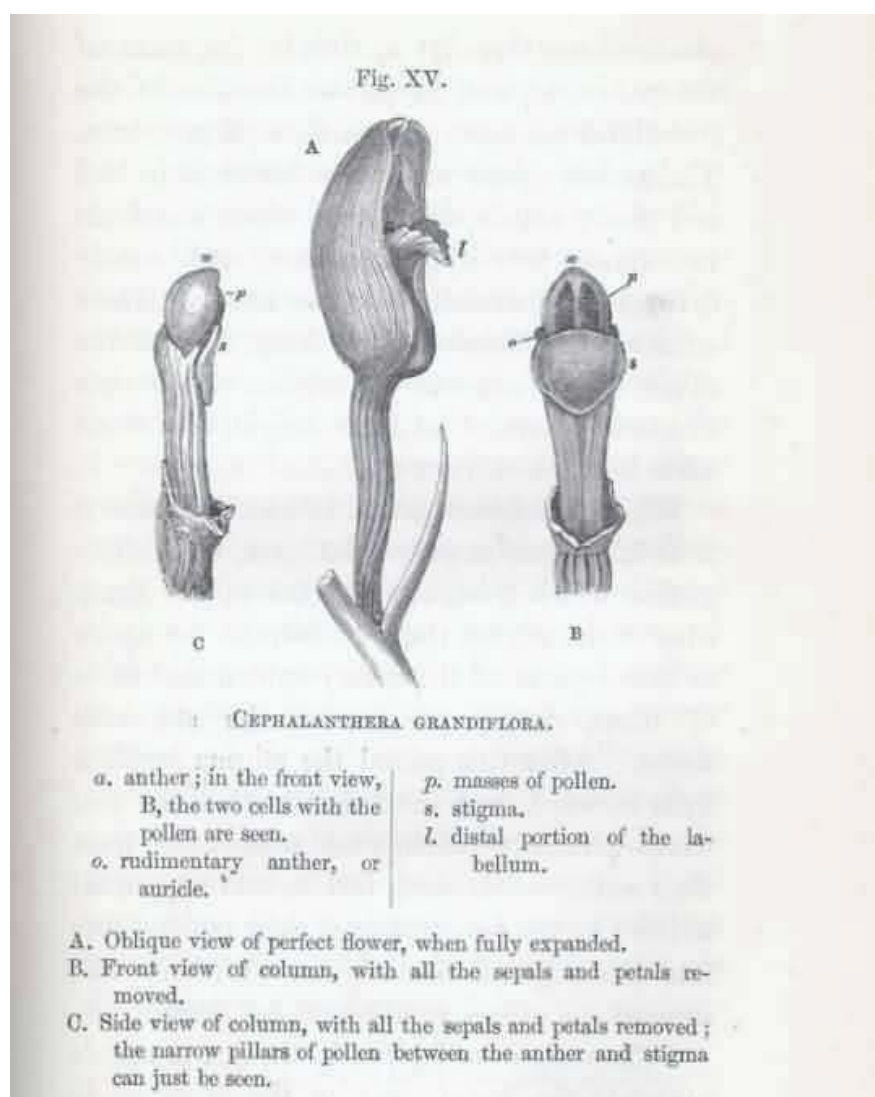 Fig. XV.
A
l
a
p
s
a
p
o
s
C
B
CEPHALANTHERA GRANDIFLORA.
a. anther; in the front view,
B, the two cells with the
pollen are seen.
o. rudimentary anther, or
auricle.
p. masses of pollen.
s. stigma.
l. distal portion of the la-
bellum.
A. Oblique view of perfect flower, when fully expanded.
B. Front view of column, with all the sepals and petals re-
moved.
C. Side view of column, with all the sepals and petals removed;
the narrow pillars of pollen between the anther and stigma
can just be seen.